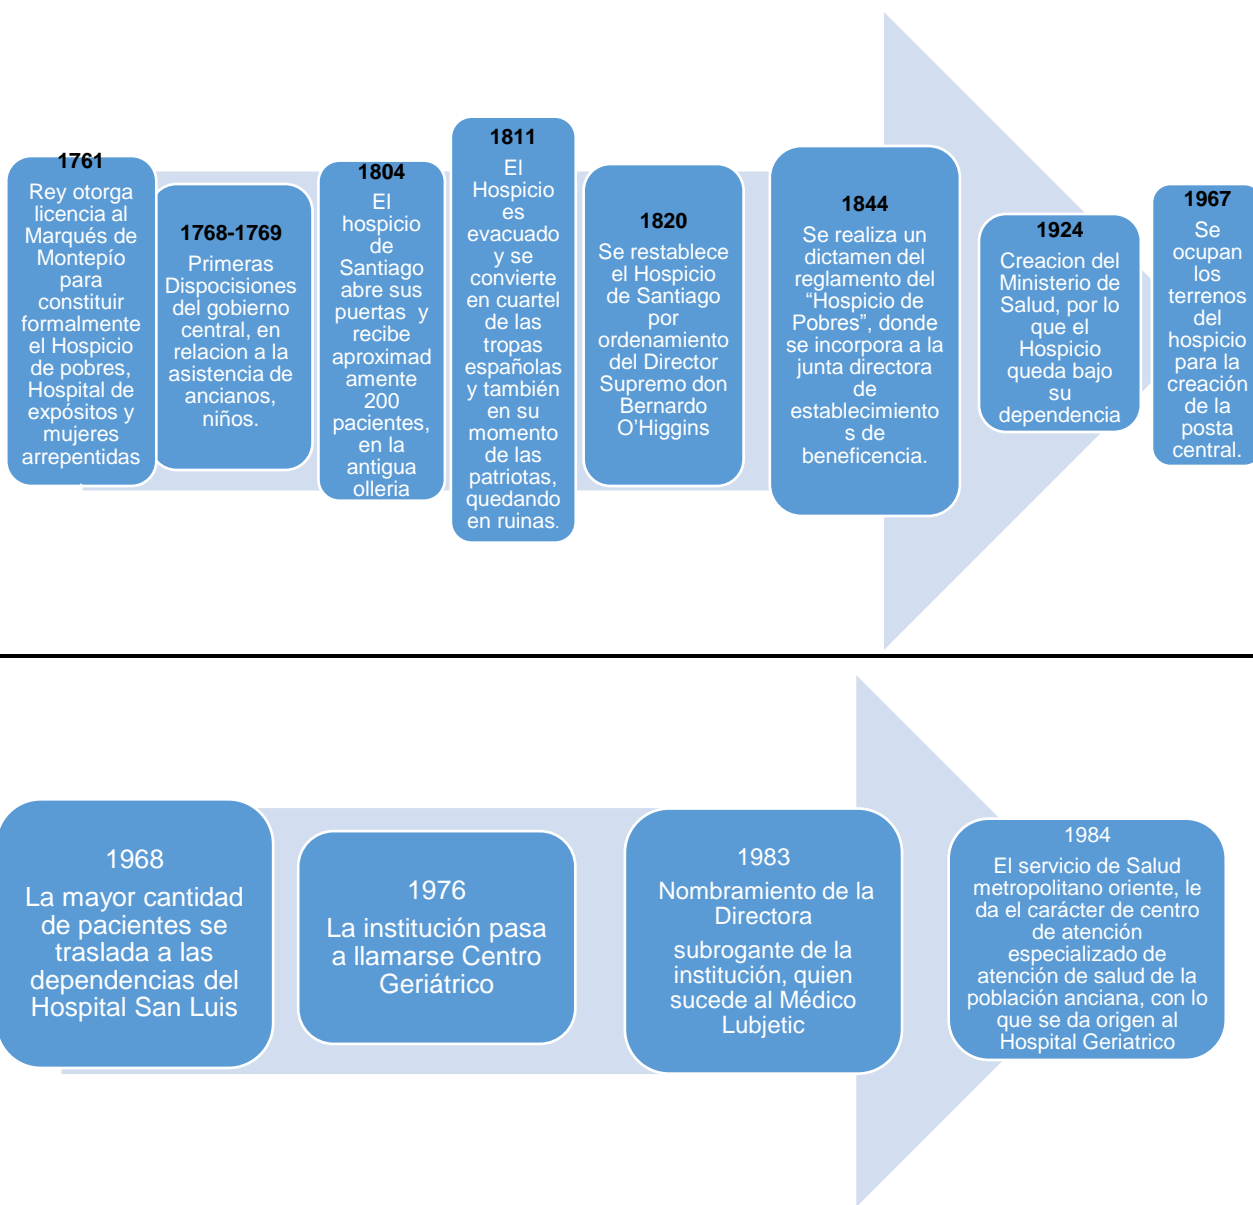 1761
Rey otorga
licencia al
Marqués de
Montepío
para
constituir
formalmente
el Hospicio
de pobres,
Hospital de
expósitos y
mujeres
arrepentidas
1768-1769
Primeras
Dispocisiones
del gobierno
central, en
relacion a la
asistencia de
ancianos,
niños.
1804
El
hospicio
de
Santiago
abre sus
puertas y
recibe
aproximad
amente
200
pacientes,
en la
antigua
olleria
1811
El
Hospicio
es
evacuado
y se
convierte
en cuartel
de las
tropas
españolas
y también
en su
momento
de las
patriotas,
quedando
en ruinas.
1820
Se restablece
el Hospicio
de Santiago
por
ordenamiento
del Director
Supremo don
Bernardo
O’Higgins
1844
Se realiza un
dictamen del
reglamento del
“Hospicio de
Pobres”, donde
se incorpora a la
junta directora
de
establecimiento
s de
beneficencia.
1924
Creacion del
Ministerio de
Salud, por lo
que el
Hospicio
queda bajo
su
dependencia
1967
Se
ocupan
los
terrenos
del
hospicio
para la
creación
de la
posta
central.
1968
La mayor cantidad
de pacientes se
traslada a las
dependencias del
Hospital San Luis
1976
La institución pasa
a llamarse Centro
Geriátrico
1983
Nombramiento de la
Directora
subrogante de la
institución, quien
sucede al Médico
Lubjetic
1984
El servicio de Salud
metropolitano oriente, le
da el carácter de centro
de atención
especializado de
atención de salud de la
población anciana, con lo
que se da origen al
Hospital Geriatrico